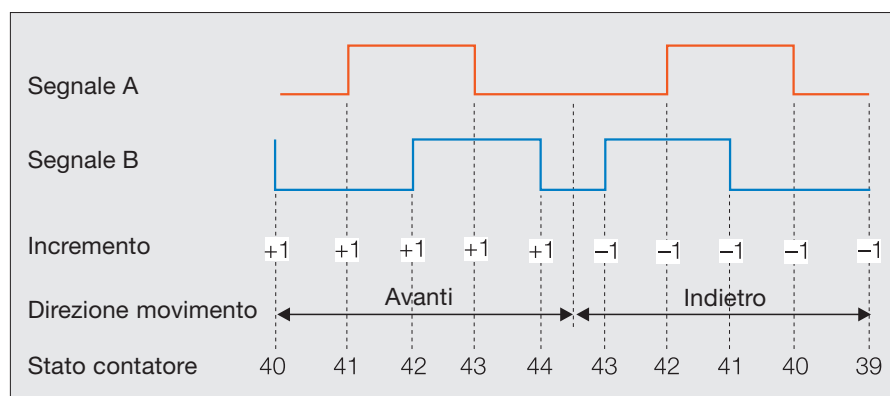 Segnale A
Segnale B
Incremento +1 +1 +1 +1 +1 –1 –1 –1 –1 –1
Avanti Indietro
Direzione movimento
Stato contatore 40 41 42 43 44 43 42 41 40 39